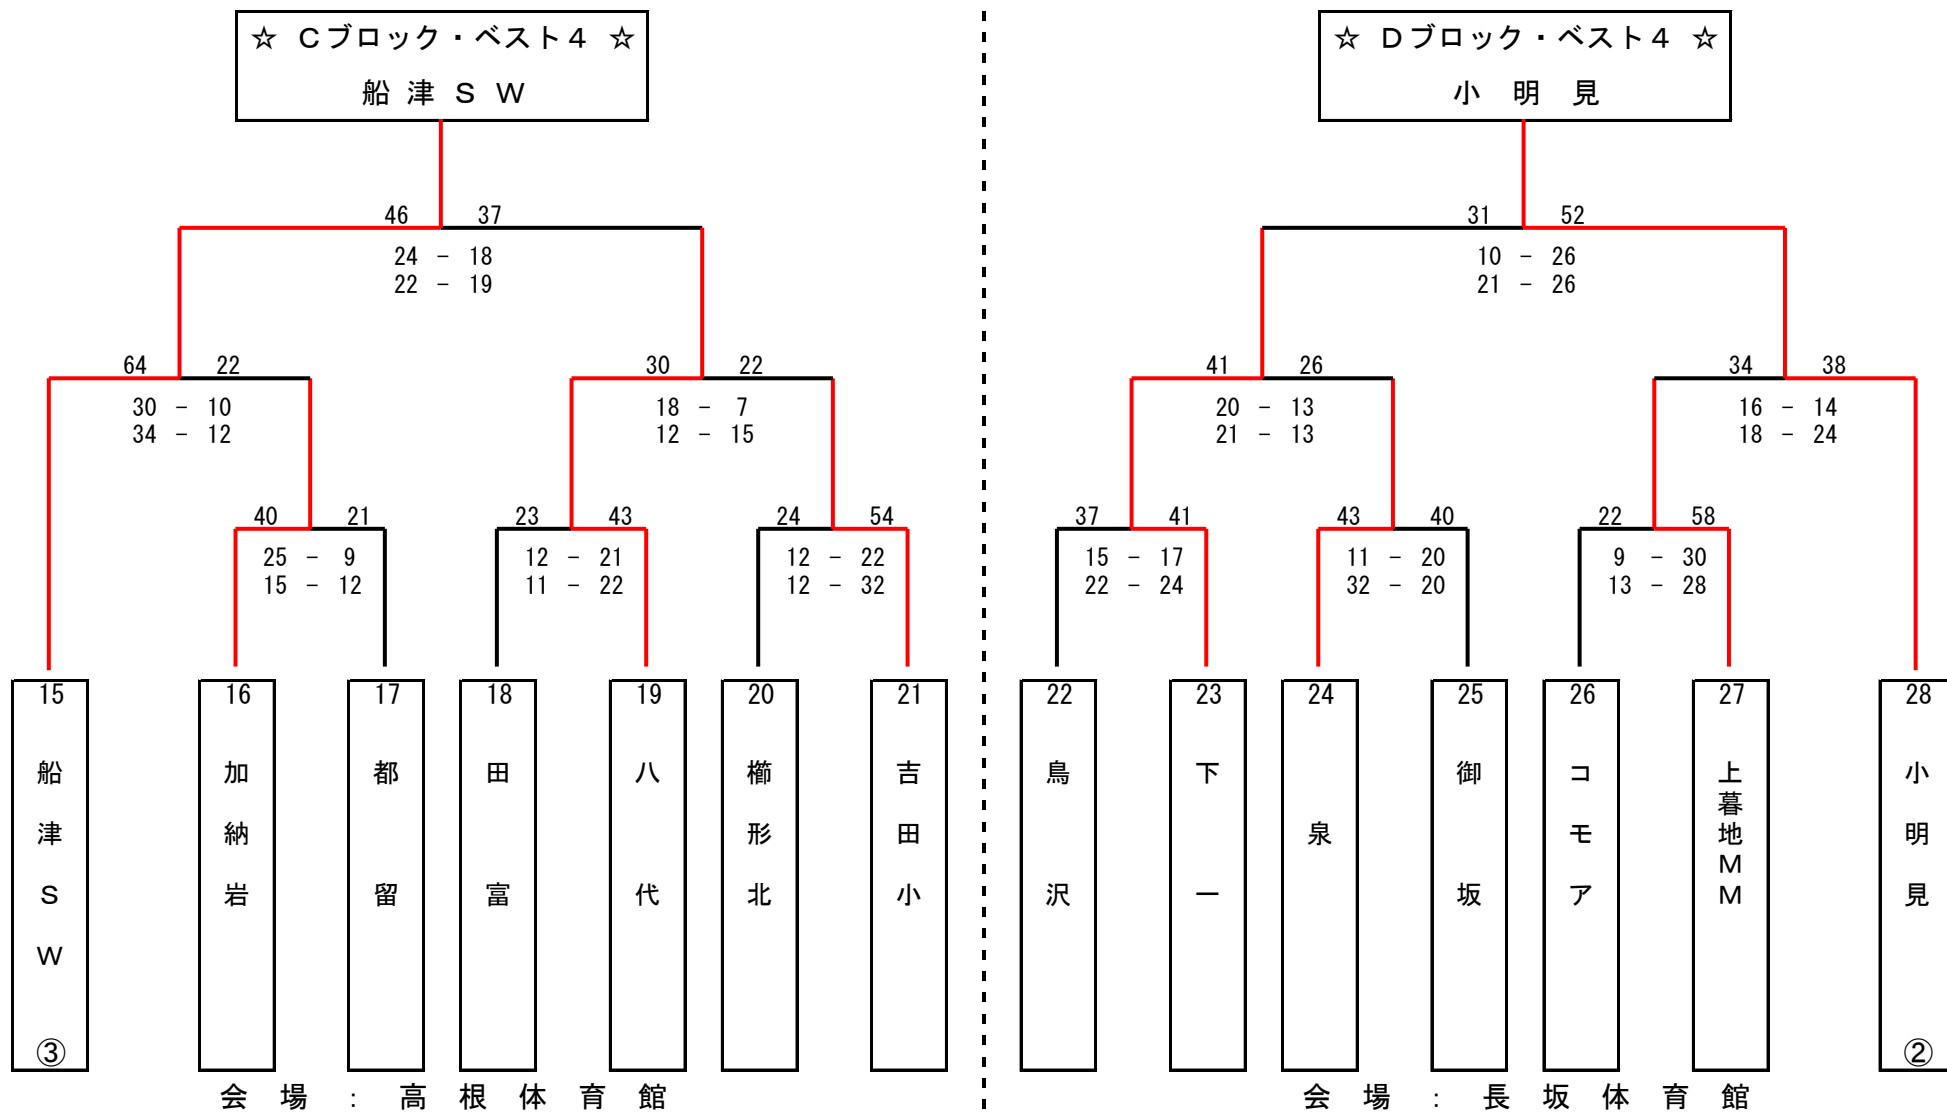 ☆ Cブロック・ベスト4 ☆
船津SW
☆ Dブロック・ベスト4 ☆
小明見
46 37
24 - 18
22 - 19
31 52
10 - 26
21 - 26
64 22
30 - 10
34 - 12
30 22
18 - 7
12 - 15
41 26
20 - 13
21 - 13
34 38
16 - 14
18 - 24
40 21
25 - 9
15 - 12
23 43
12 - 21
11 - 22
24 54
12 - 22
12 - 32
37 41
15 - 17
22 - 24
43 40
11 - 20
32 - 20
22 58
9 - 30
13 - 28
15 船津SW ③
16 加納岩
17 都留
18 田富
19 八代
20 櫛形北
21 吉田小
22 鳥沢
23 下一
24 泉
25 御坂
26 コモア
27 上暮地MM
28 小明見 ②
会場:高根体育館
会場:長坂体育館